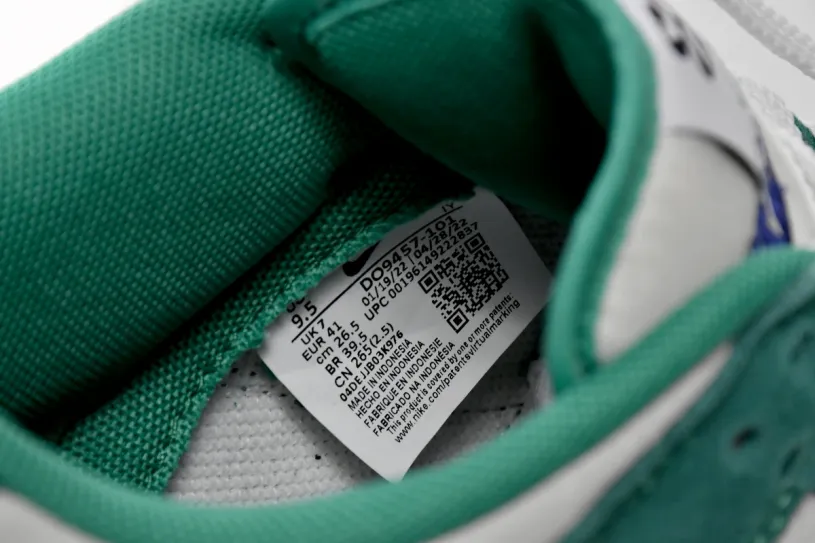 9.5
UK 7
EUR 41
cm 26.5
BR 39.5
CN 265(2.5)
04DEJJB03K976
MADE IN INDONESIA
HECHO EN INDONESIA
FABRIQUE EN INDONESIE
FABRICADO NA INDONÉSIA
This product is covered by one or more patents:
www.nike.com/patentsvirtualmarking
DO9457-101
01/19/22 | 04/28/22
UPC 00196149222837